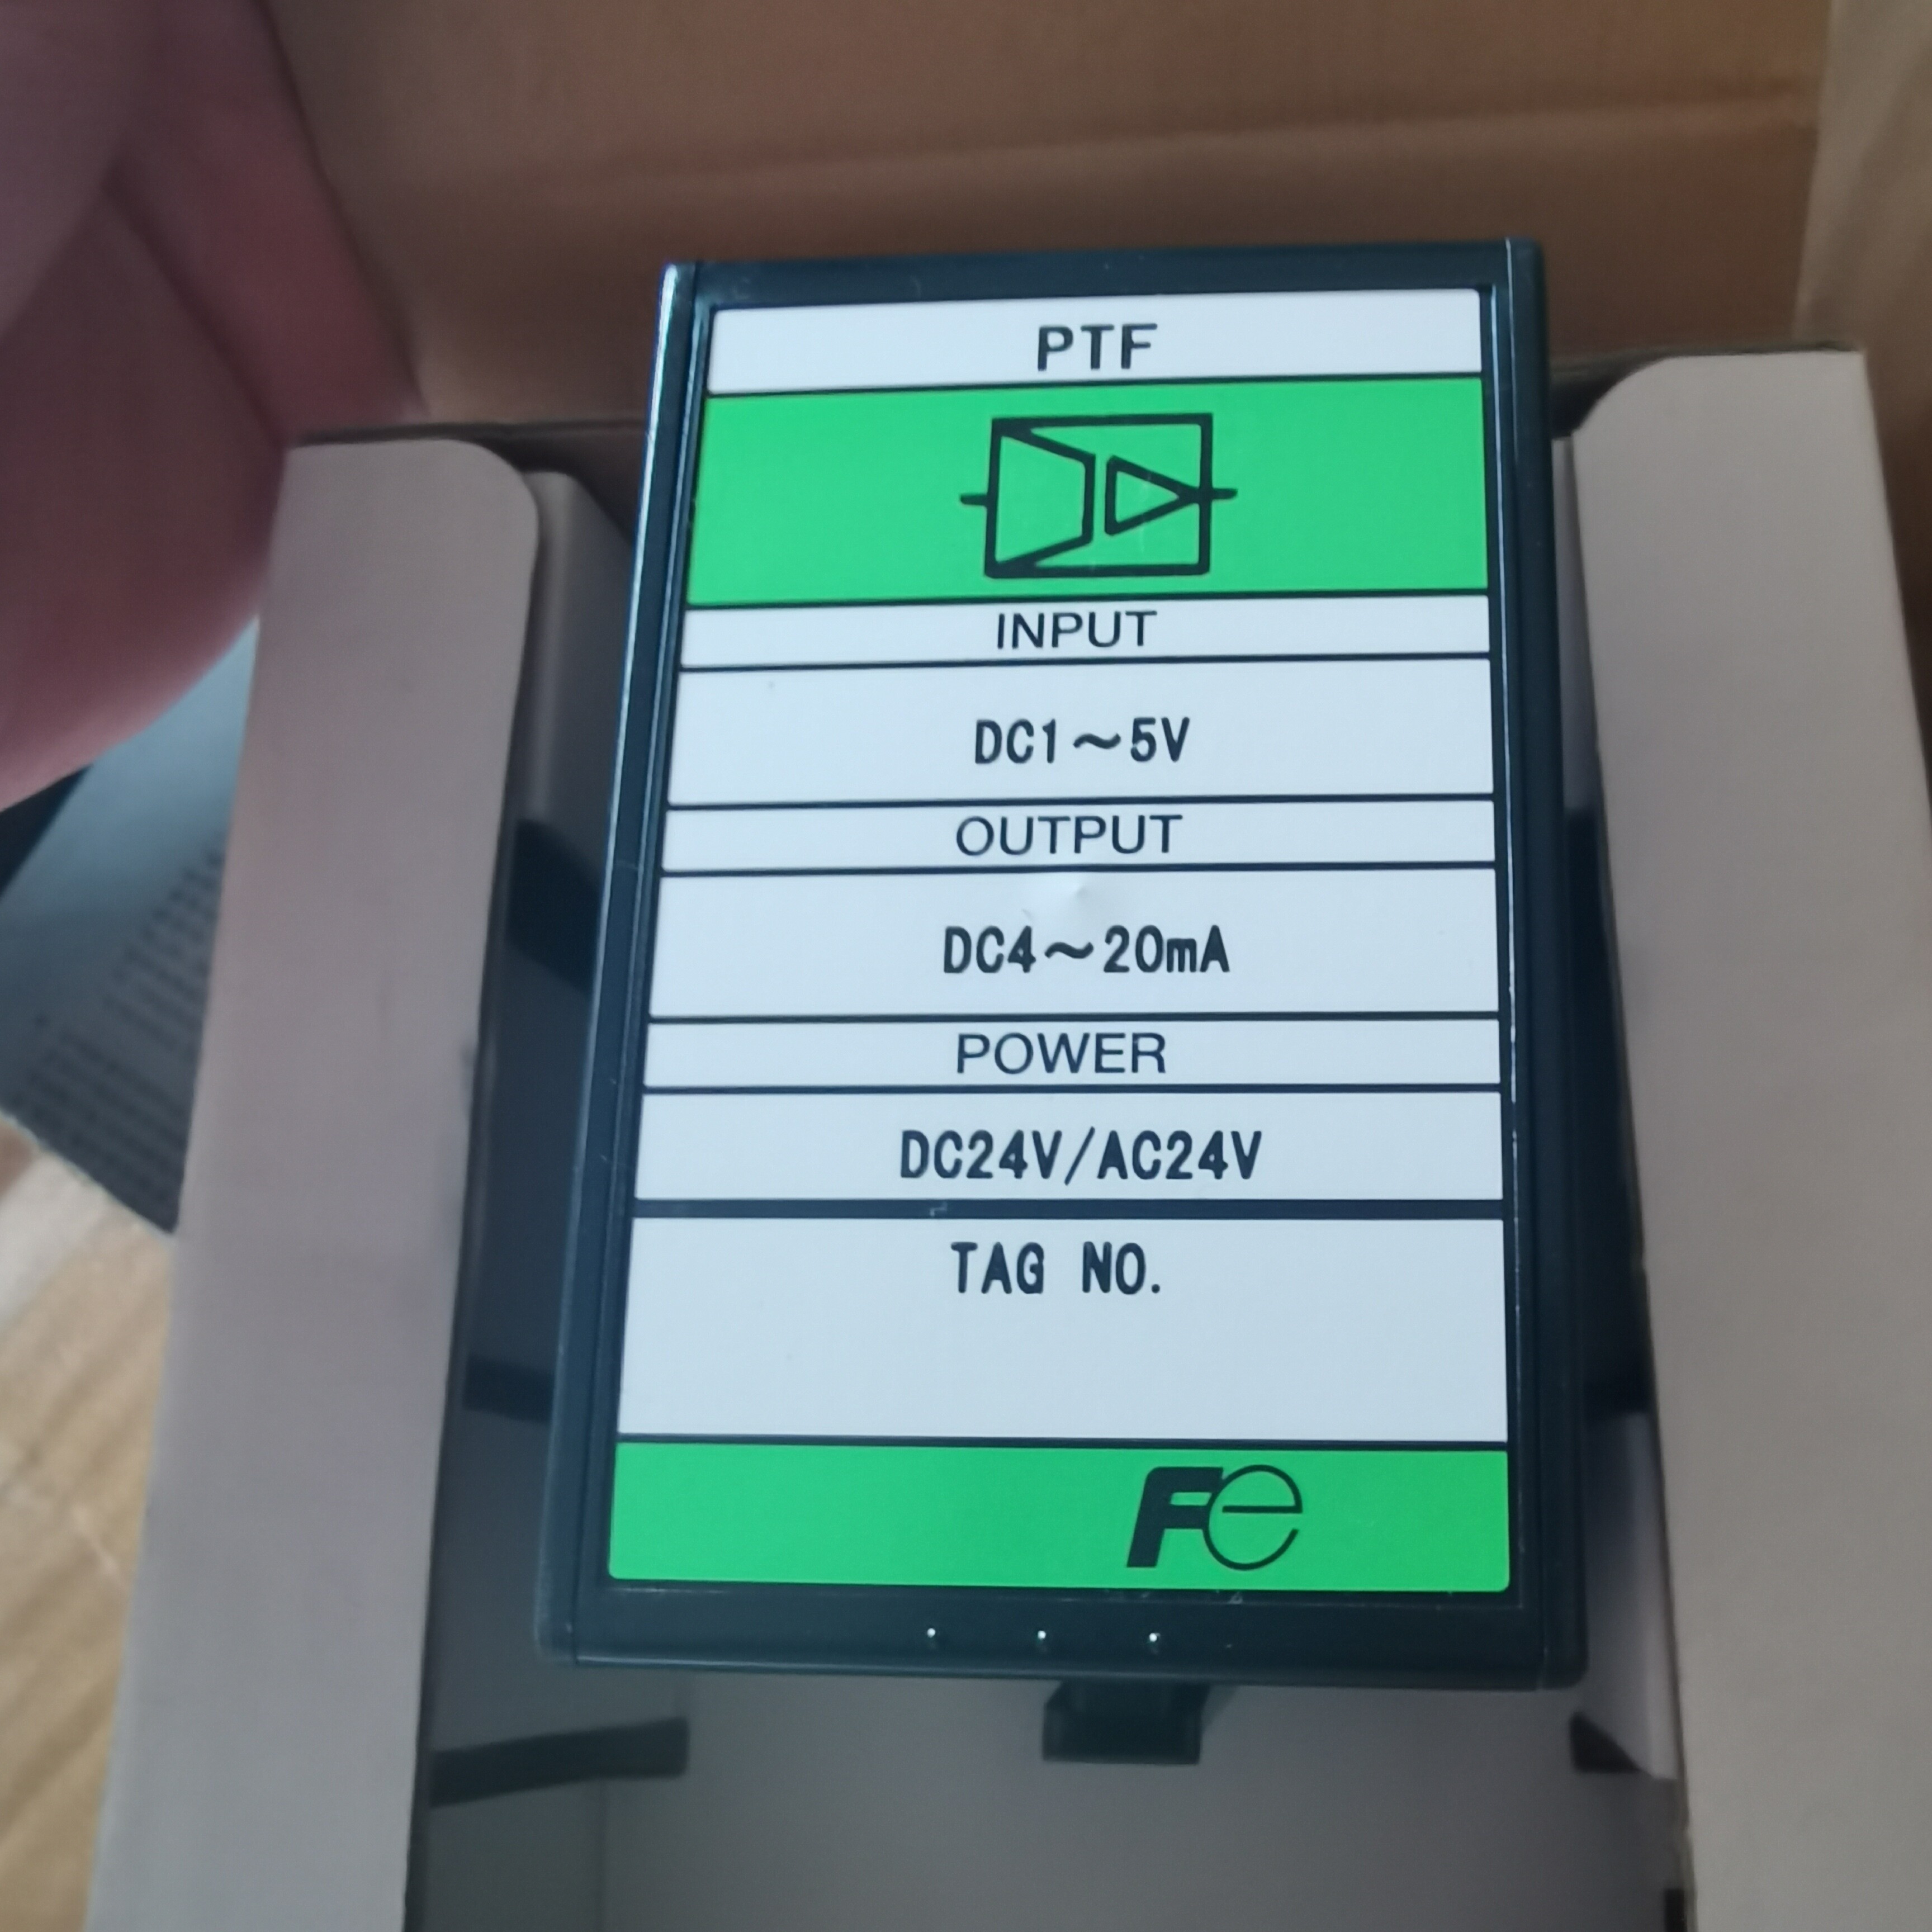 PTF
INPUT
DC1～5V
OUTPUT
DC4～20mA
POWER
DC24V/AC24V
TAG NO.
Fe